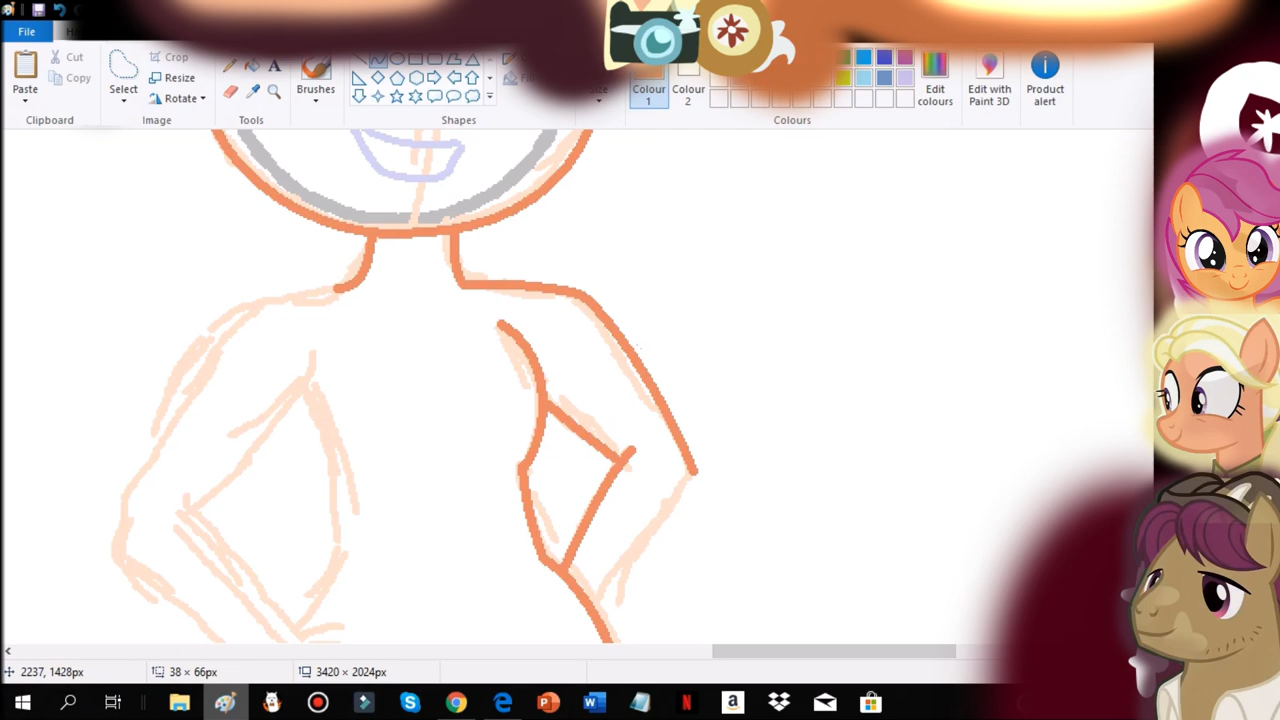 File
Cut
Copy
Paste
Clipboard
Select
Crop
Resize
Rotate
Image
A
Tools
Brushes
Shapes
Colour 1
Colour 2
Edit colours
Colours
Edit with Paint 3D
Product alert
2237, 1428px
38 × 66px
3420 × 2024px